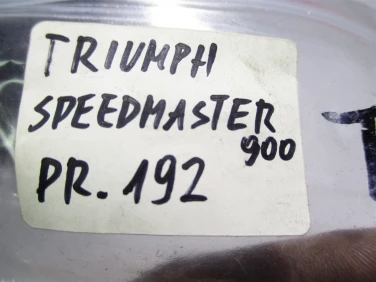 TRIUMPH
SPEEDMASTER
900
PR. 192